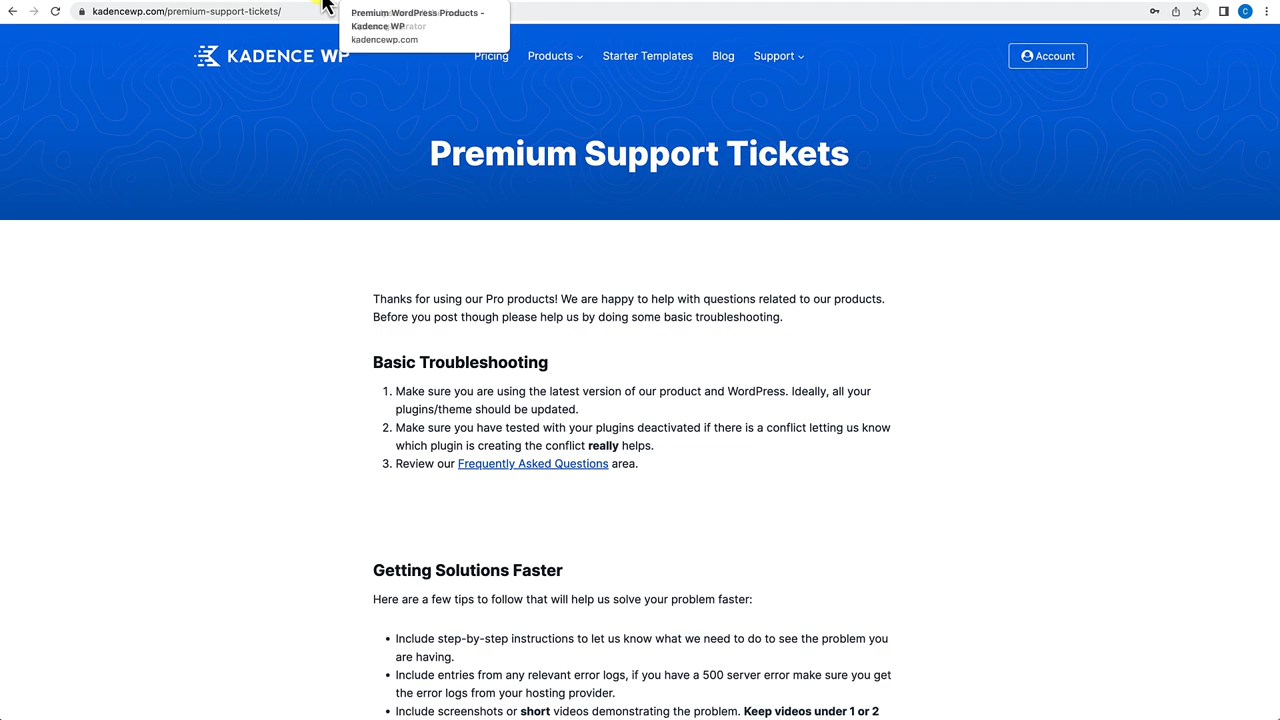 kadencewp.com/premium-support-tickets/
Premium WordPress Products -
Kadence WP
kadencewp.com
C
KADENCE WP
Pricing
Products
Starter Templates
Blog
Support
Account
Premium Support Tickets
Thanks for using our Pro products! We are happy to help with questions related to our products.
Before you post though please help us by doing some basic troubleshooting.
Basic Troubleshooting
1. Make sure you are using the latest version of our product and WordPress. Ideally, all your
plugins/theme should be updated.
2. Make sure you have tested with your plugins deactivated if there is a conflict letting us know
which plugin is creating the conflict really helps.
3. Review our Frequently Asked Questions area.
Getting Solutions Faster
Here are a few tips to follow that will help us solve your problem faster:
• Include step-by-step instructions to let us know what we need to do to see the problem you
are having.
• Include entries from any relevant error logs, if you have a 500 server error make sure you get
the error logs from your hosting provider.
• Include screenshots or short videos demonstrating the problem. Keep videos under 1 or 2